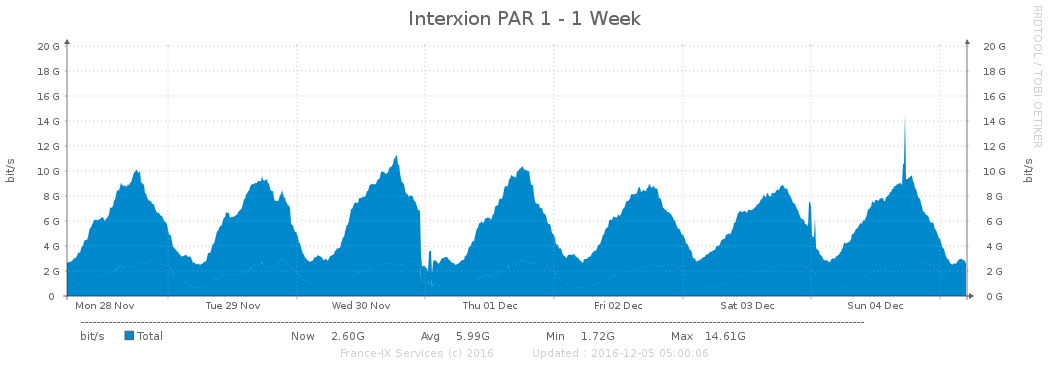 Interxion PAR 1 - 1 Week
RRDTOOL / TOBI OETIKER
bit/s
bit/s
20 G 20 G
18 G 18 G
16 G 16 G
14 G 14 G
12 G 12 G
10 G 10 G
8 G 8 G
6 G 6 G
4 G 4 G
2 G 2 G
0 0 G
Mon 28 Nov Tue 29 Nov Wed 30 Nov Thu 01 Dec Fri 02 Dec Sat 03 Dec Sun 04 Dec
bit/s Total Now 2.60G Avg 5.99G Min 1.72G Max 14.61G
France-IX Services (c) 2016 Updated : 2016-12-05 05:00:06